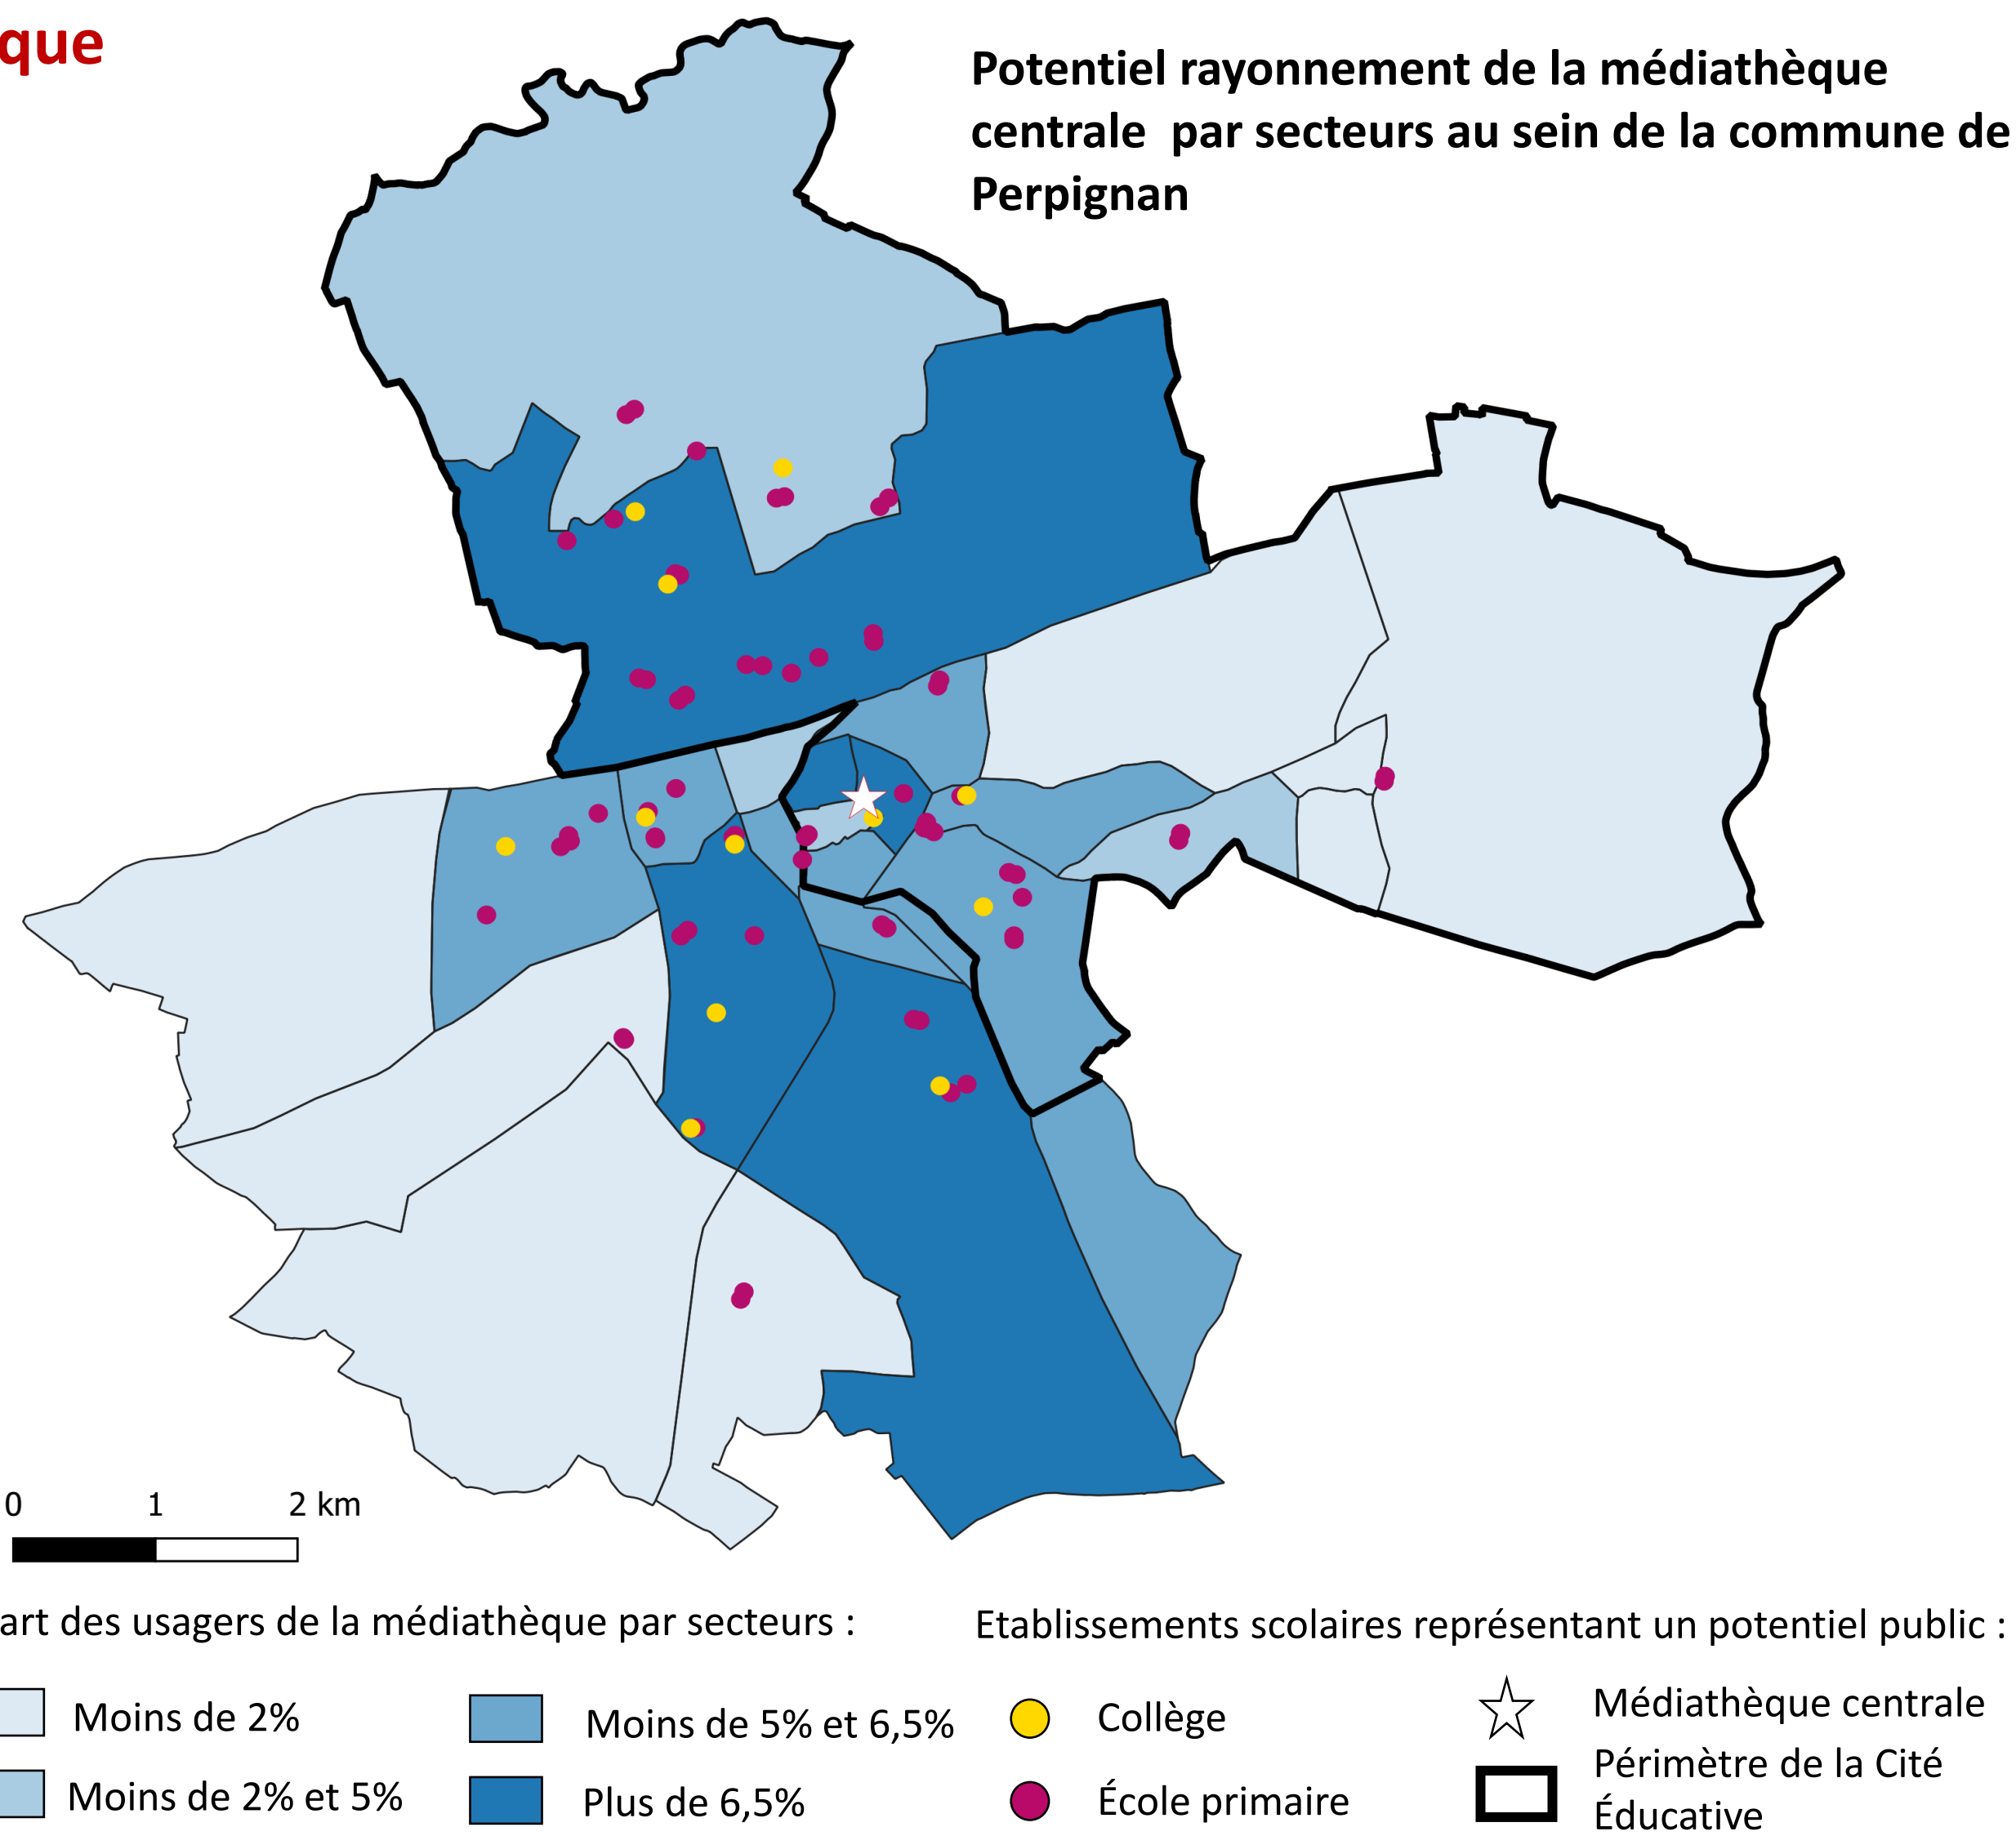 que
Potentiel rayonnement de la médiathèque
centrale par secteurs au sein de la commune de
Perpignan
0 1 2 km
art des usagers de la médiathèque par secteurs :
Moins de 2%
Moins de 2% et 5%
Moins de 5% et 6,5%
Plus de 6,5%
Etablissements scolaires représentant un potentiel public :
Collège
École primaire
Médiathèque centrale
Périmètre de la Cité
Éducative